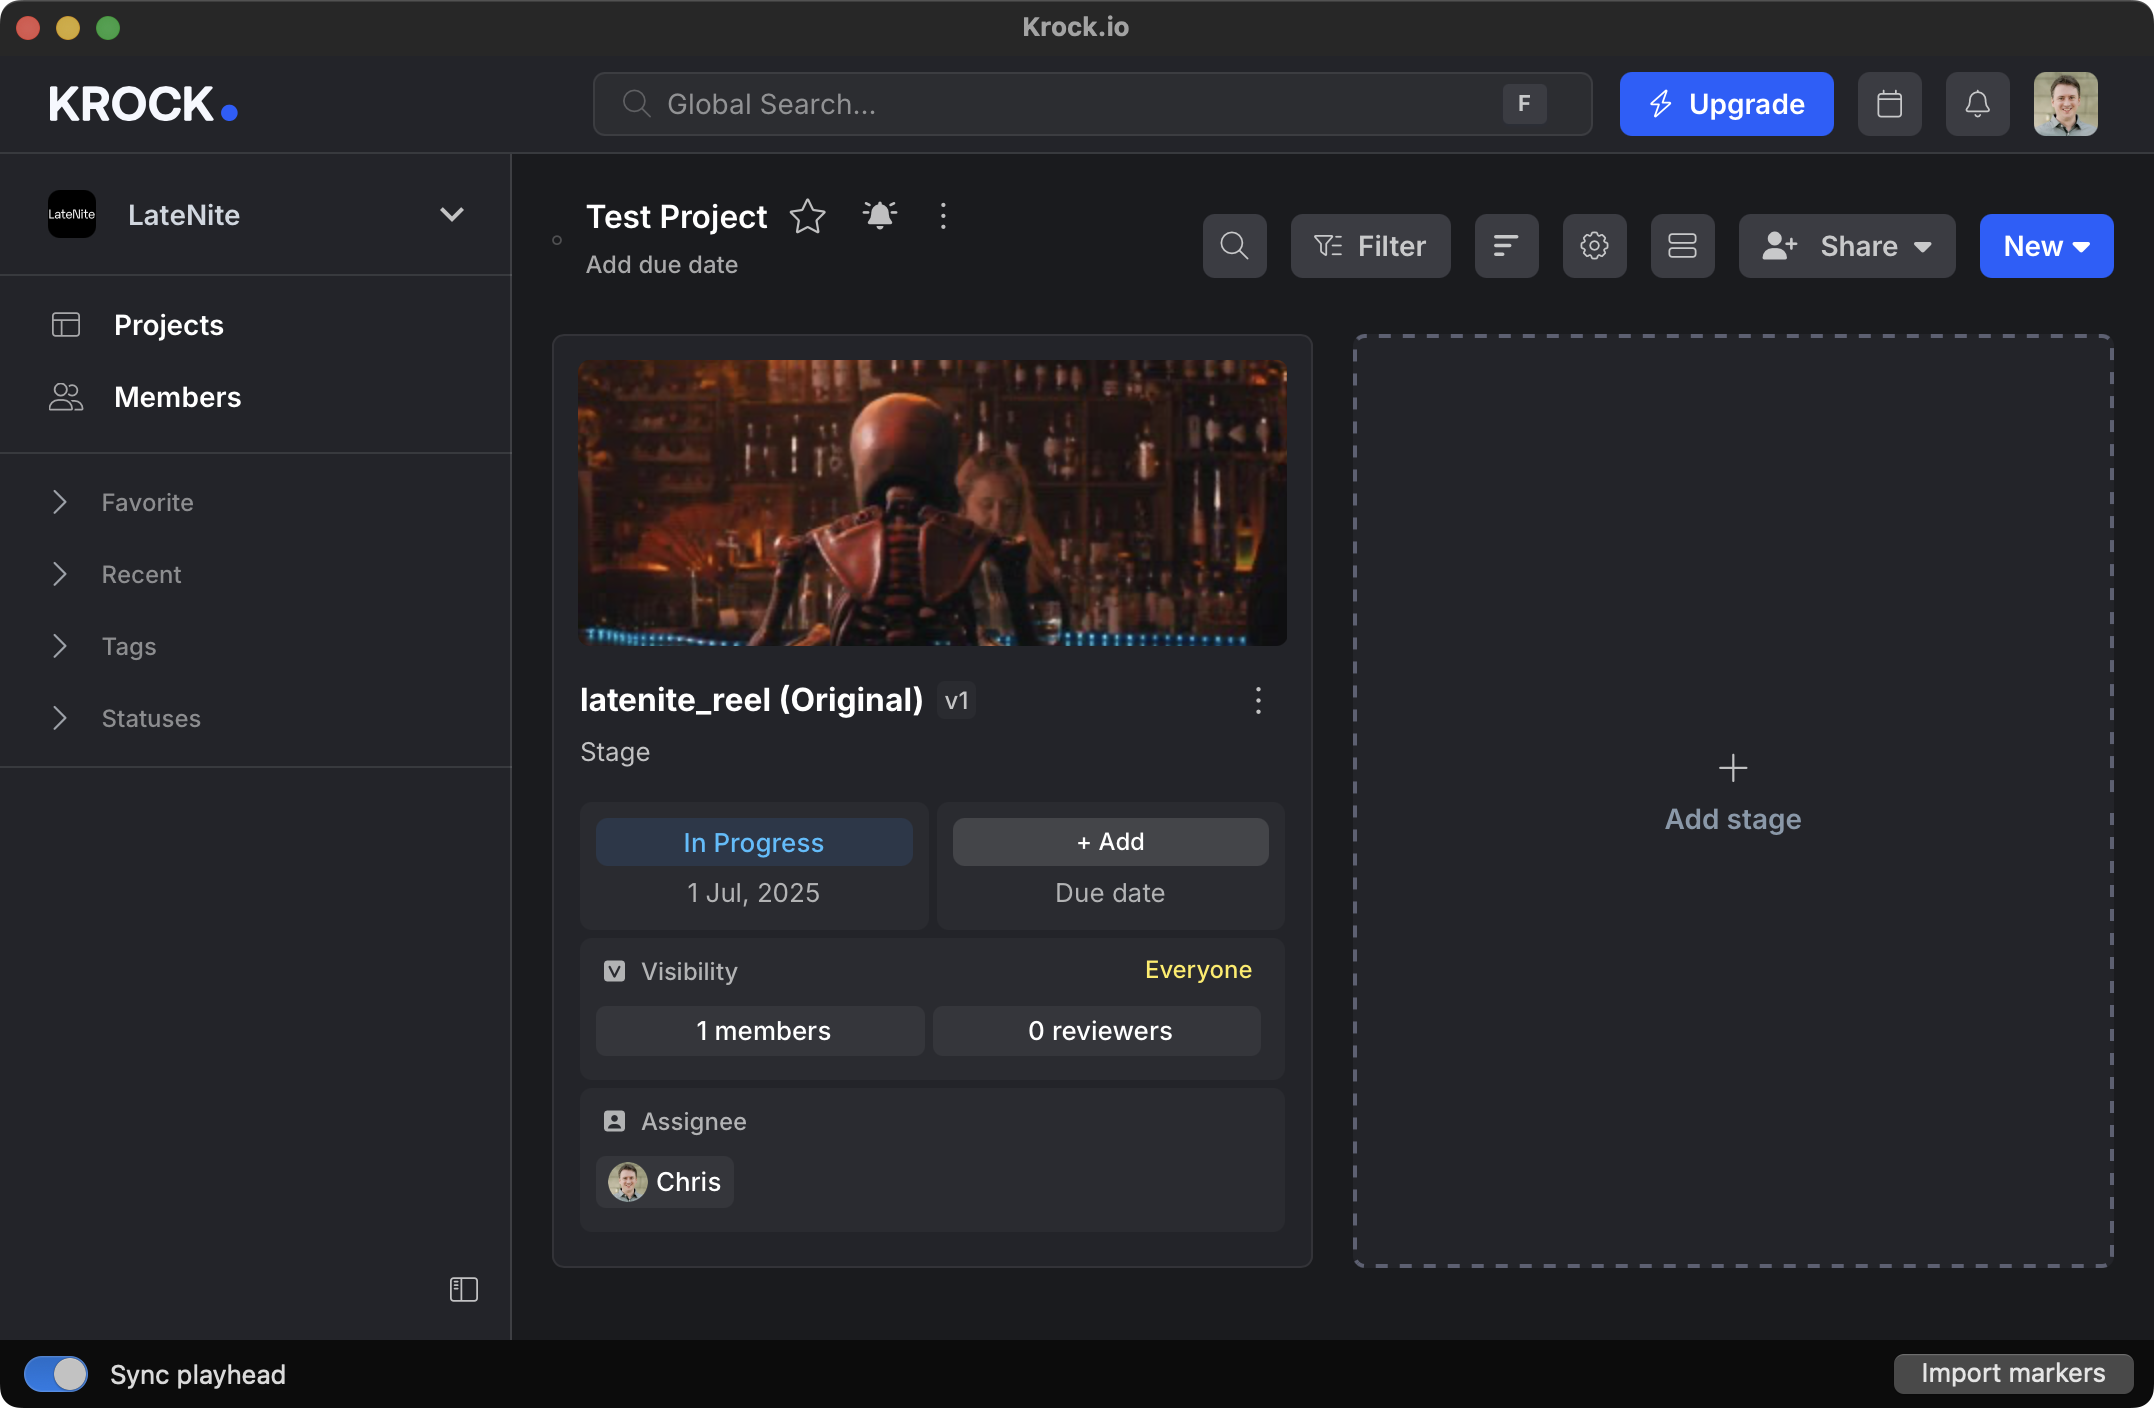 Krock.io
KROCK.
Global Search...
F
Upgrade
LateNite
LateNite
Projects
Members
Favorite
Recent
Tags
Statuses
Test Project
Add due date
Filter
Share
New
latenite_reel (Original) v1
Stage
In Progress
1 Jul, 2025
+ Add
Due date
V Visibility
Everyone
1 members
0 reviewers
Assignee
Chris
Add stage
Sync playhead
Import markers